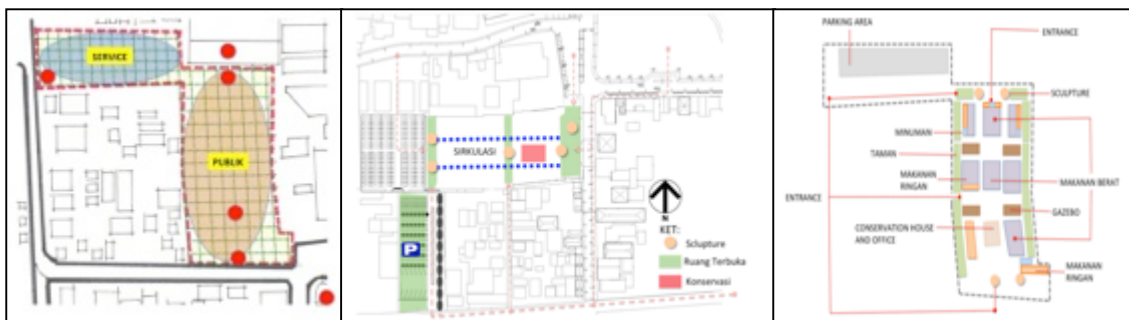 SERVICE
PUBLIK
SIRKULASI
P
N
KET:
Sclupture
Ruang Terbuka
Konservasi
PARKING AREA
ENTRANCE
SCULPTURE
MINUMAN
TAMAN
MAKANAN
RINGAN
MAKANAN BERAT
ENTRANCE
GAZEBO
CONSERVATION HOUSE
AND OFFICE
MAKANAN
RINGAN